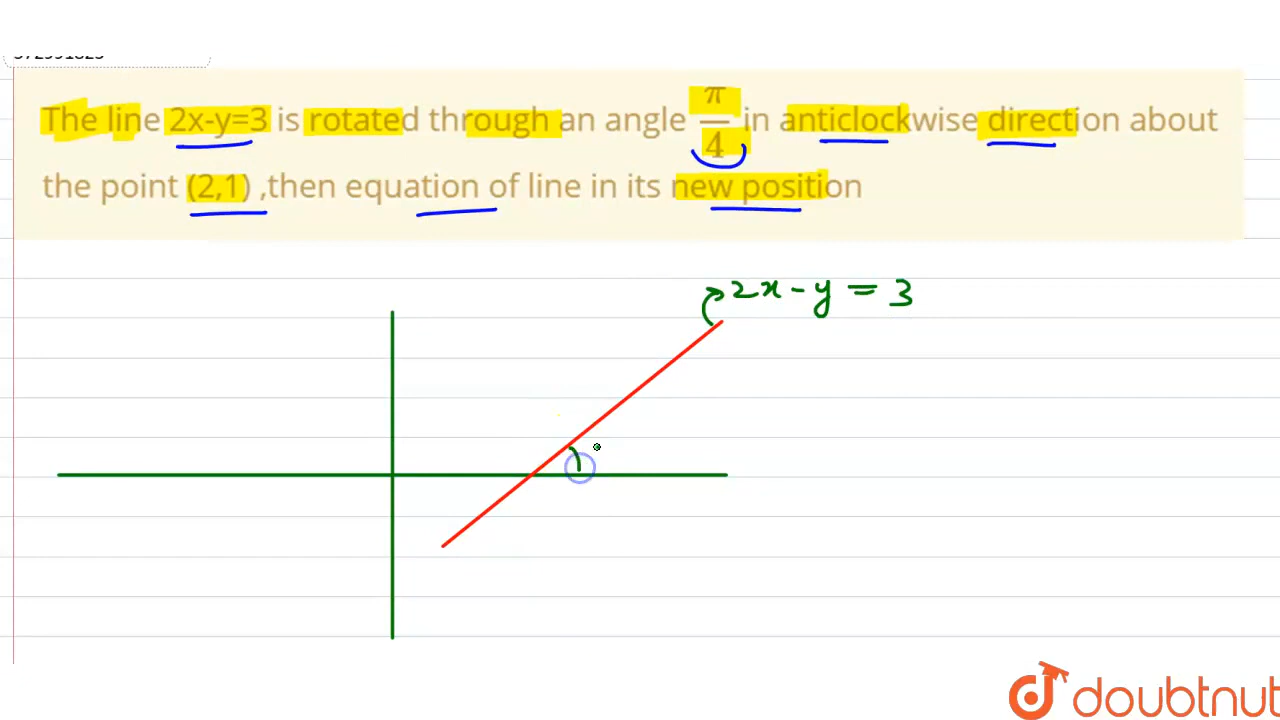 The line 2x-y=3 is rotated through an angle π/4 in anticlockwise direction about
the point (2,1) ,then equation of line in its new position
2x-y=3
doubtnut